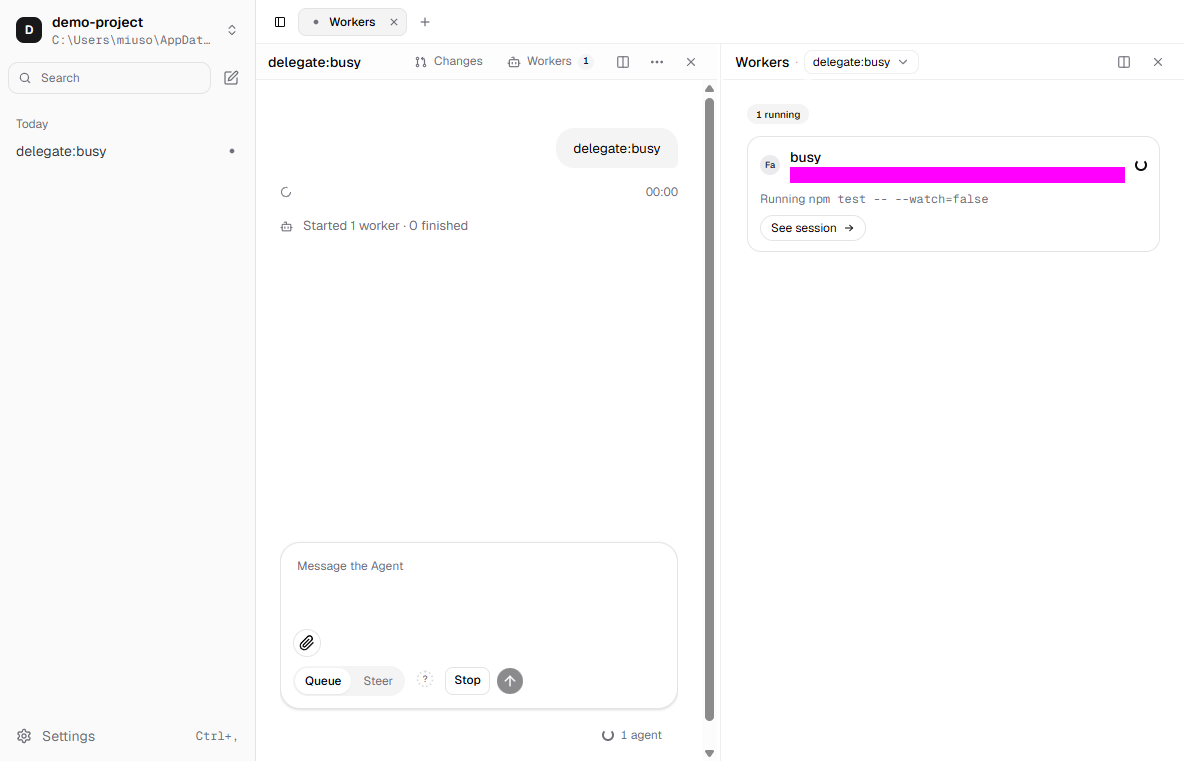 D
demo-project
C:\Users\miuso\AppDat…
Search
Today
delegate:busy
Settings
Ctrl+,
Workers
delegate:busy
Changes
Workers 1
delegate:busy
00:00
Started 1 worker · 0 finished
Message the Agent
Queue
Steer
?
Stop
1 agent
Workers · delegate:busy
1 running
Fa
busy
Running npm test -- --watch=false
See session →